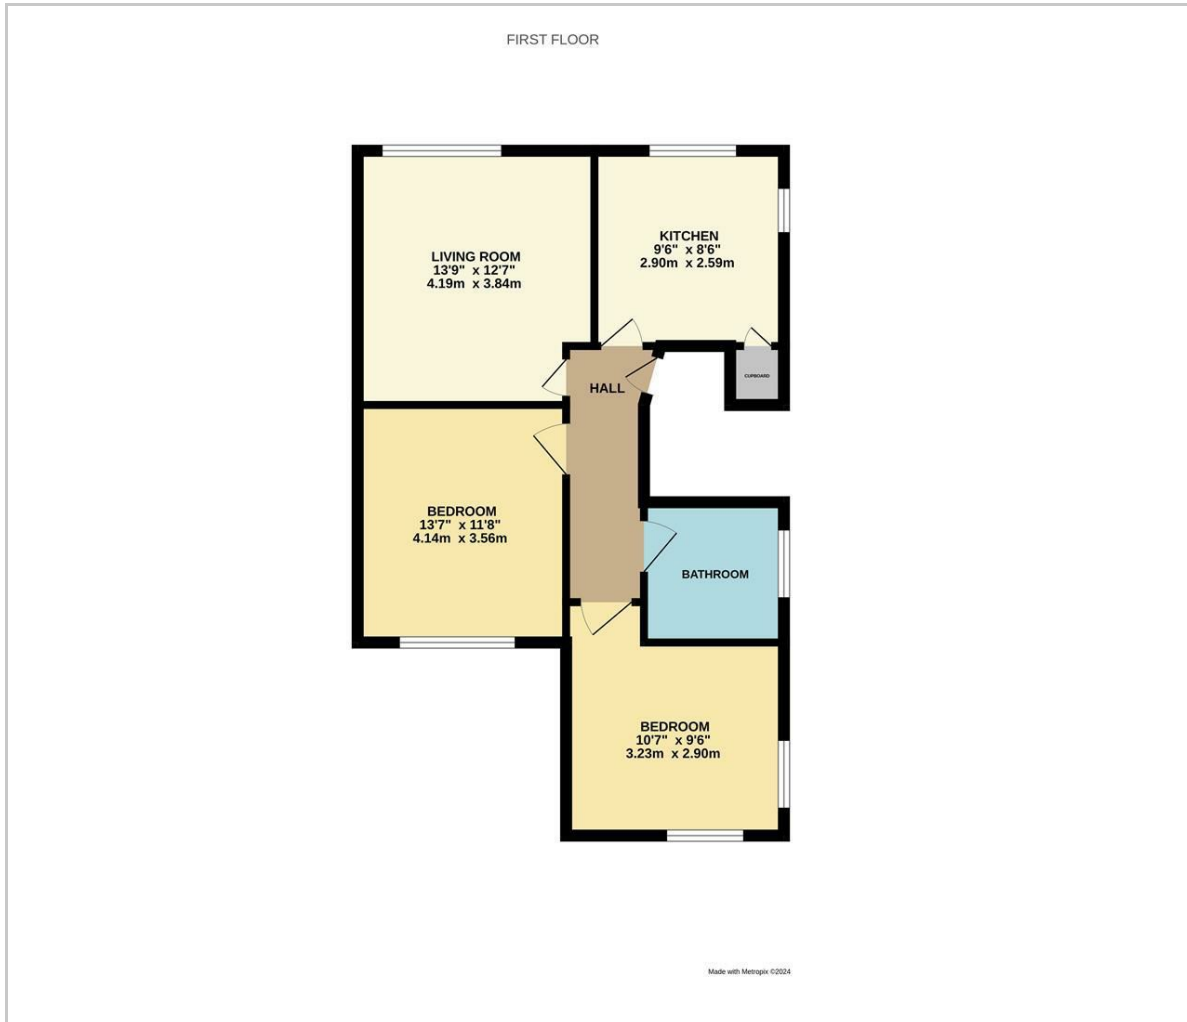 FIRST FLOOR
LIVING ROOM
13'9" x 12'7"
4.19m x 3.84m
KITCHEN
9'6" x 8'6"
2.90m x 2.59m
CUPBOARD
HALL
BEDROOM
13'7" x 11'8"
4.14m x 3.56m
BATHROOM
BEDROOM
10'7" x 9'6"
3.23m x 2.90m
Made with Metropix ©2024